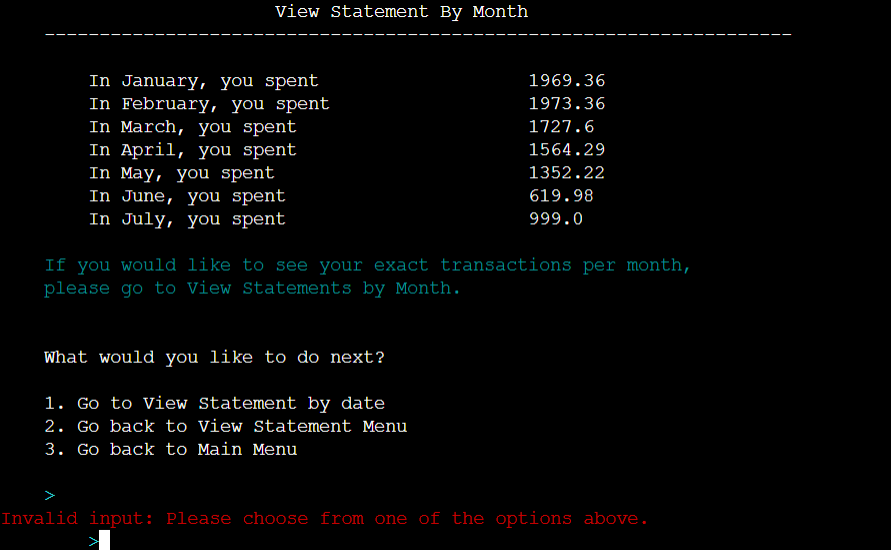 View Statement By Month
--------------------------------------------------------------------
In January, you spent 1969.36
In February, you spent 1973.36
In March, you spent 1727.6
In April, you spent 1564.29
In May, you spent 1352.22
In June, you spent 619.98
In July, you spent 999.0
If you would like to see your exact transactions per month,
please go to View Statements by Month.
What would you like to do next?
1. Go to View Statement by date
2. Go back to View Statement Menu
3. Go back to Main Menu
>
Invalid input: Please choose from one of the options above.
>